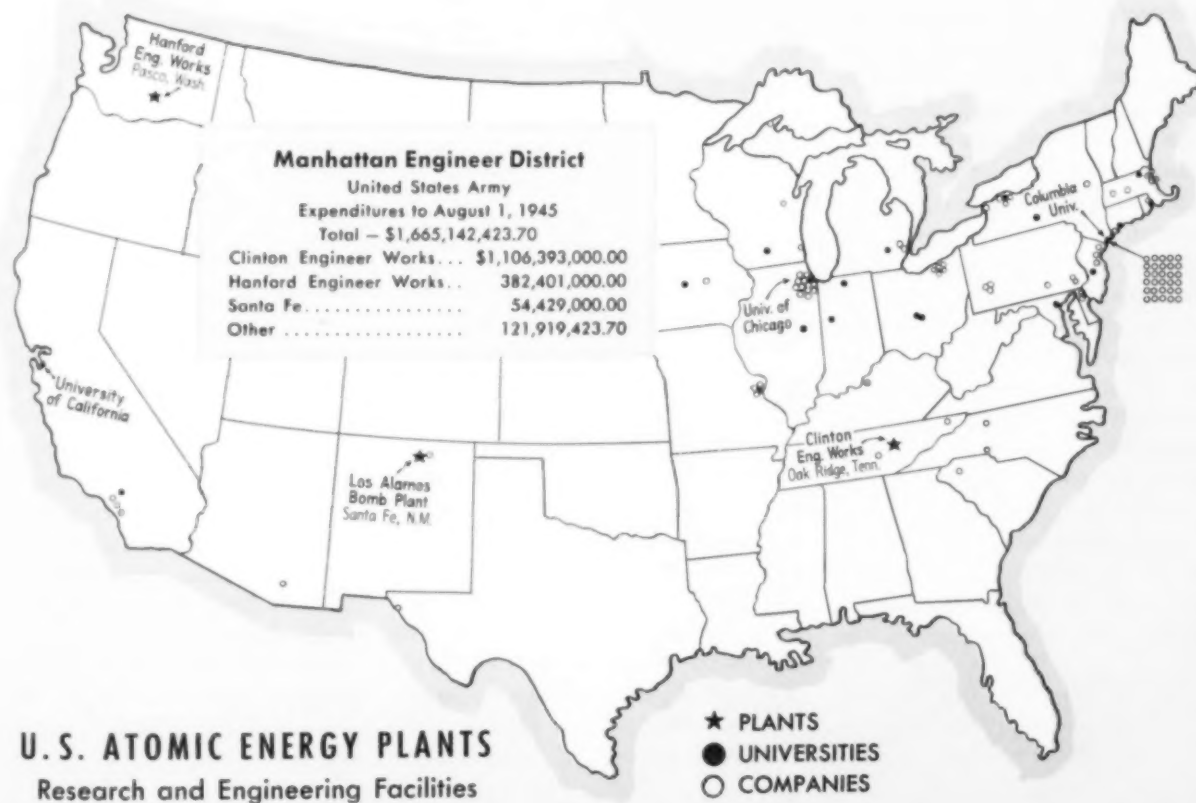 Hanford
Eng. Works
Pasco, Wash.
Manhattan Engineer District
United States Army
Expenditures to August 1, 1945
Total — $1,665,142,423.70
Clinton Engineer Works... $1,106,393,000.00
Hanford Engineer Works.. 382,401,000.00
Santa Fe................ 54,429,000.00
Other ................. 121,919,423.70
Columbia
Univ.
Univ. of
Chicago
University
of California
Clinton
Eng. Works
Oak Ridge, Tenn.
Los Alamos
Bomb Plant
Santa Fe, N.M.
U.S. ATOMIC ENERGY PLANTS
Research and Engineering Facilities
PLANTS
UNIVERSITIES
COMPANIES